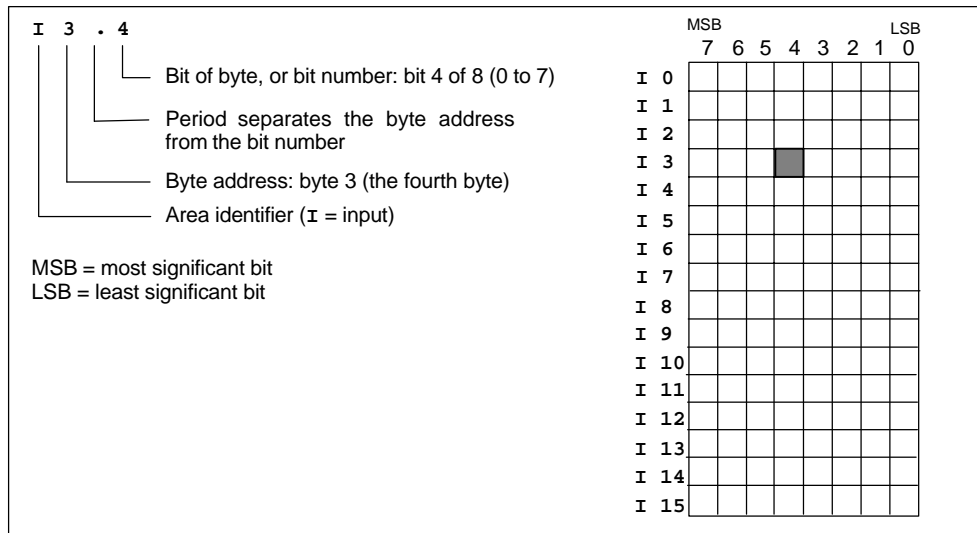 I 3 . 4
Bit of byte, or bit number: bit 4 of 8 (0 to 7)
Period separates the byte address
from the bit number
Byte address: byte 3 (the fourth byte)
Area identifier (I = input)
MSB = most significant bit
LSB = least significant bit
MSB LSB
7 6 5 4 3 2 1 0
I 0
I 1
I 2
I 3
I 4
I 5
I 6
I 7
I 8
I 9
I 10
I 11
I 12
I 13
I 14
I 15